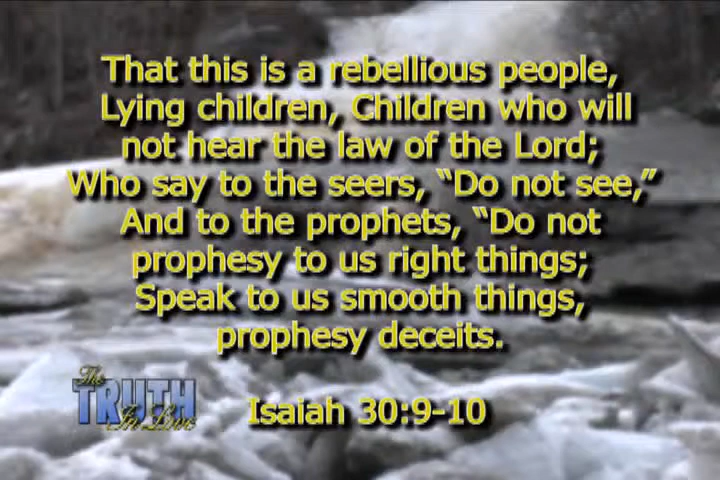 That this is a rebellious people,
Lying children, Children who will
not hear the law of the Lord;
Who say to the seers, “Do not see,”
And to the prophets, “Do not
prophesy to us right things;
Speak to us smooth things,
prophesy deceits.
The
TRUTH
In Love
Isaiah 30:9-10